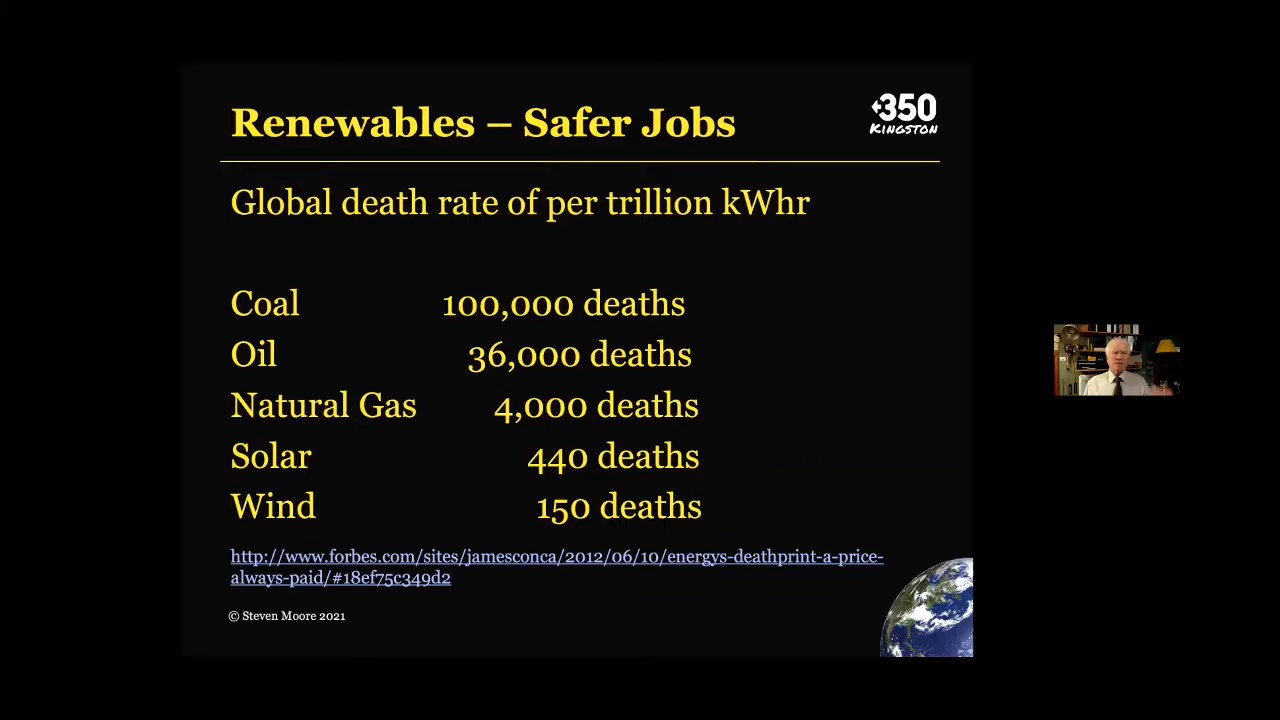 Renewables – Safer Jobs
350
KINGSTON
Global death rate of per trillion kWhr
Coal 100,000 deaths
Oil 36,000 deaths
Natural Gas 4,000 deaths
Solar 440 deaths
Wind 150 deaths
http://www.forbes.com/sites/jamesconca/2012/06/10/energys-deathprint-a-price-
always-paid/#18ef75c349d2
© Steven Moore 2021